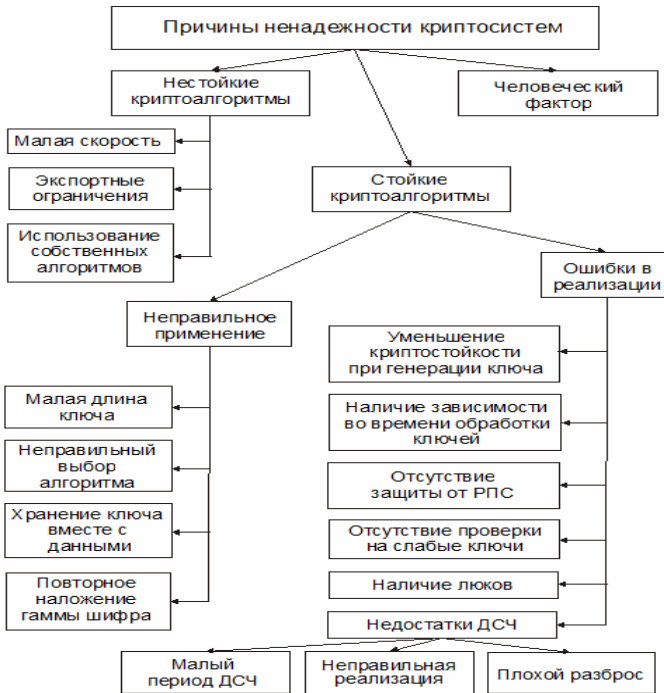 Причины ненадежности криптосистем
Нестойкие
криптоалгоритмы
Человеческий
фактор
Малая скорость
Экспортные
ограничения
Использование
собственных
алгоритмов
Стойкие
криптоалгоритмы
Неправильное
применение
Ошибки в
реализации
Малая длина
ключа
Неправильный
выбор
алгоритма
Хранение ключа
вместе с
данными
Повторное
наложение
гаммы шифра
Уменьшение
криптостойкости
при генерации ключа
Наличие зависимости
во времени обработки
ключей
Отсутствие
защиты от РПС
Отсутствие проверки
на слабые ключи
Наличие люков
Недостатки ДСЧ
Малый
период ДСЧ
Неправильная
реализация
Плохой разброс